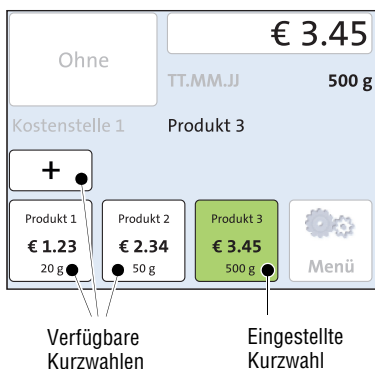 Ohne
€ 3.45
TT.MM.JJ 500 g
Kostenstelle 1 Produkt 3
+
Produkt 1 Produkt 2 Produkt 3
€ 1.23 € 2.34 € 3.45
20 g 50 g 500 g Menü
Verfügbare Eingestellte
Kurzwahlen Kurzwahl